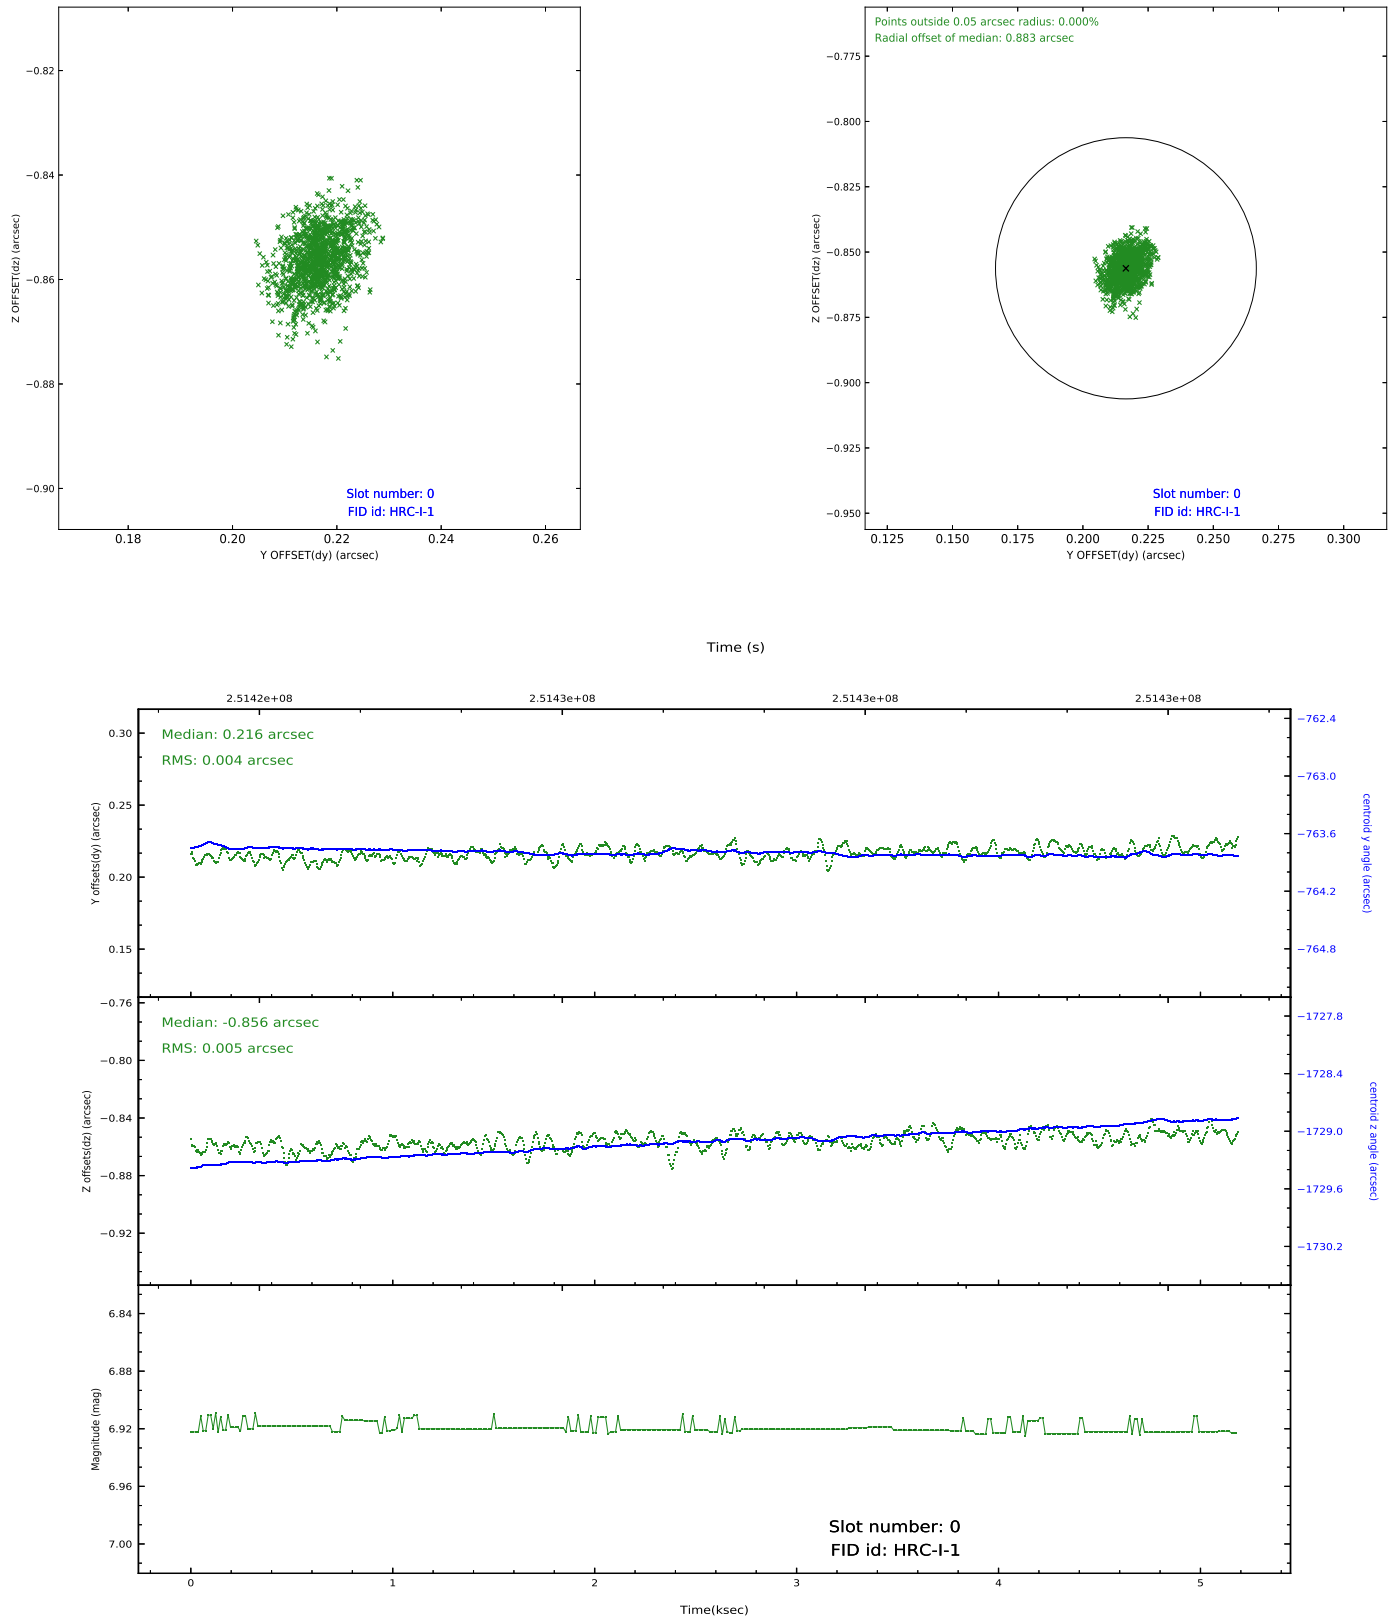 −0.82
−0.84
−0.86
−0.88
−0.90
Z OFFSET(dz) (arcsec)
Slot number: 0
FID id: HRC-I-1
0.18
0.20
0.22
0.24
0.26
Y OFFSET(dy) (arcsec)
Points outside 0.05 arcsec radius: 0.000%
Radial offset of median: 0.883 arcsec
−0.775
−0.800
−0.825
−0.850
−0.875
−0.900
−0.925
−0.950
Z OFFSET(dz) (arcsec)
Slot number: 0
FID id: HRC-I-1
0.125
0.150
0.175
0.200
0.225
0.250
0.275
0.300
Y OFFSET(dy) (arcsec)
Time (s)
2.5142e+08
2.5143e+08
2.5143e+08
2.5143e+08
Median: 0.216 arcsec
RMS: 0.004 arcsec
0.30
0.25
0.20
0.15
Y offsets(dy) (arcsec)
−762.4
−763.0
−763.6
−764.2
−764.8
centroid y angle (arcsec)
Median: -0.856 arcsec
RMS: 0.005 arcsec
−0.76
−0.80
−0.84
−0.88
−0.92
Z offsets(dz) (arcsec)
−1727.8
−1728.4
−1729.0
−1729.6
−1730.2
centroid z angle (arcsec)
6.84
6.88
6.92
6.96
7.00
Magnitude (mag)
Slot number: 0
FID id: HRC-I-1
0
1
2
3
4
5
Time(ksec)